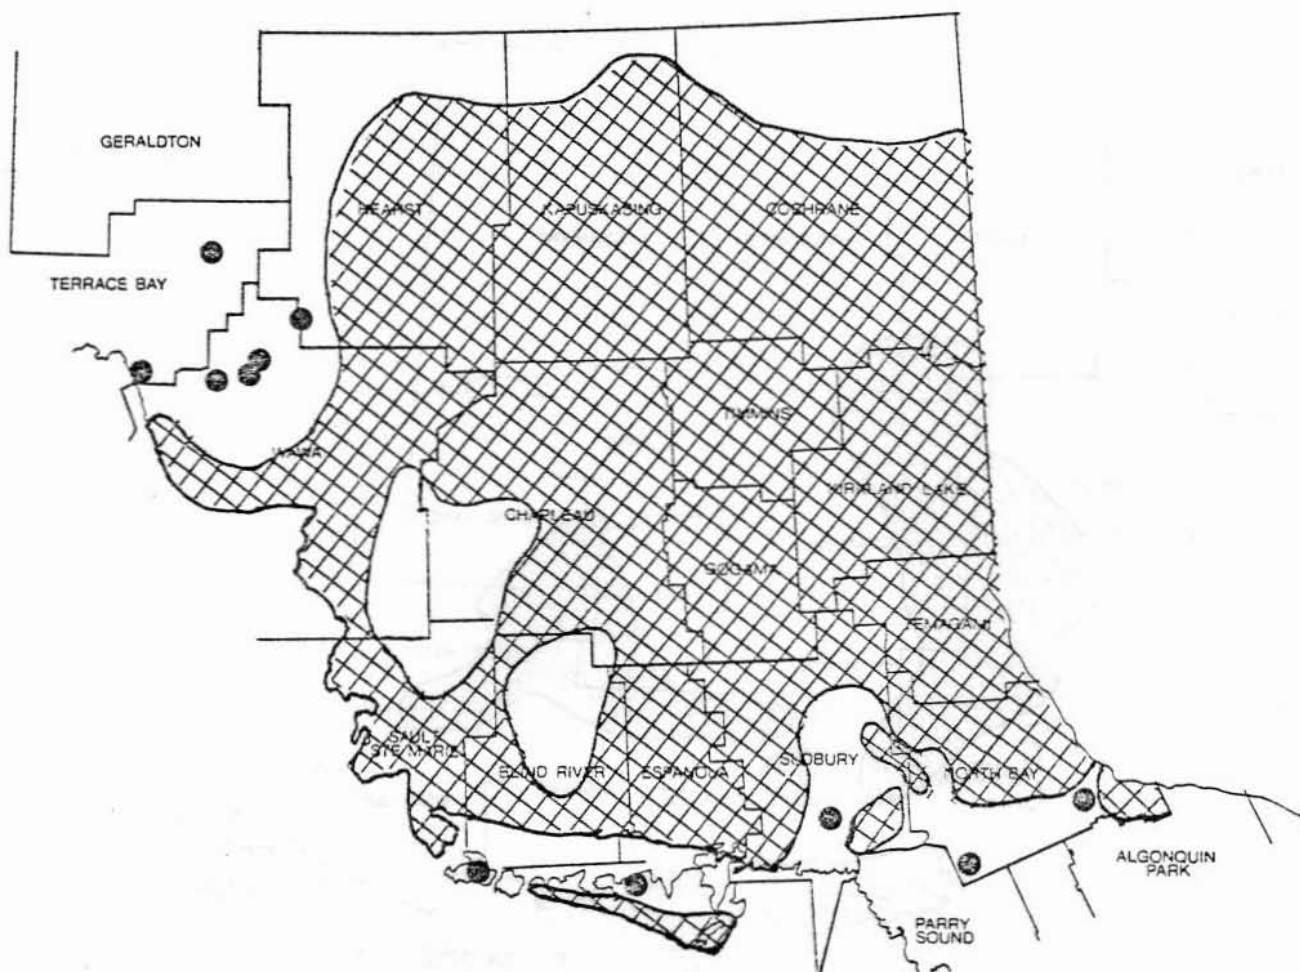 GERALDTON
HEARST
KAPUSKASING
COCHRANE
TERRACE BAY
TIMMINS
WAWA
KIRKLAND LAKE
CHAPLEAU
GOGAMA
TEMAGAMI
SAULT
STE MARIE
SUDBURY
BLIND RIVER
ESPANOLA
NORTH BAY
ALGONQUIN
PARK
PARRY
SOUND